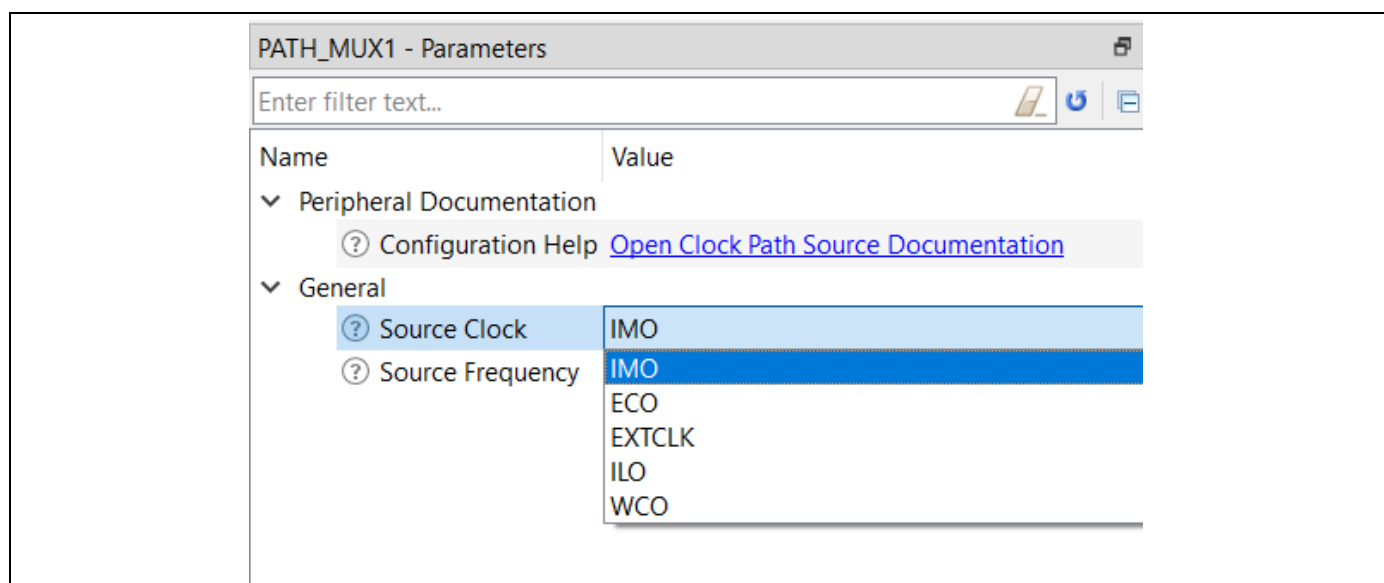 PATH_MUX1 - Parameters
Enter filter text...
Name Value
Peripheral Documentation
Configuration Help Open Clock Path Source Documentation
General
Source Clock IMO
Source Frequency IMO
ECO
EXTCLK
ILO
WCO